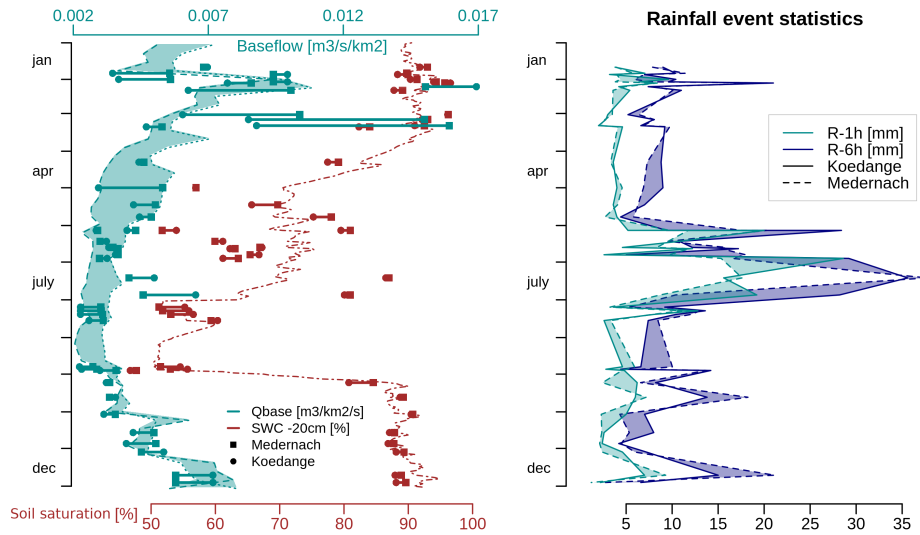 0.002 0.007 0.012 0.017
Baseflow [m3/s/km2]
jan
apr
july
dec
Qbase [m3/km2/s]
SWC -20cm [%]
Medernach
Koedange
Soil saturation [%]
50 60 70 80 90 100
Rainfall event statistics
jan
apr
july
dec
R-1h [mm]
R-6h [mm]
Koedange
Medernach
5 10 15 20 25 30 35